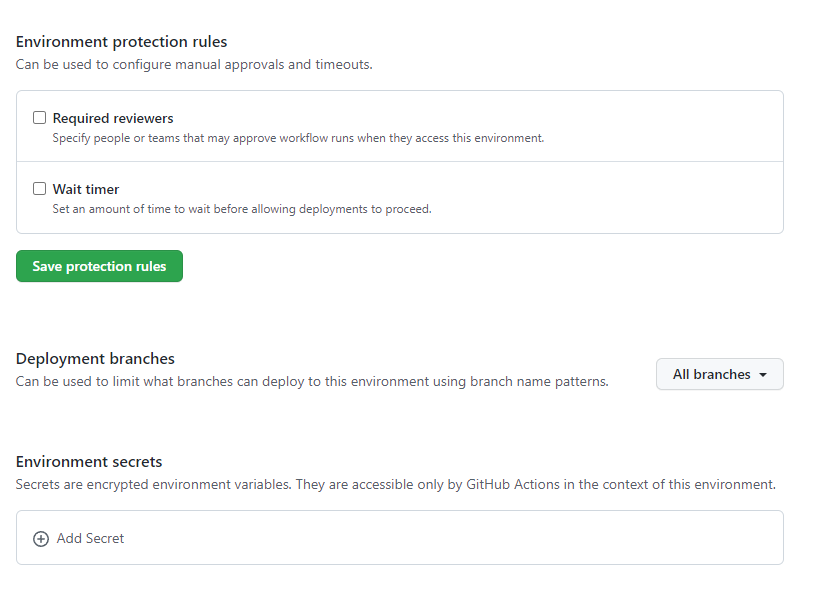 Environment protection rules
Can be used to configure manual approvals and timeouts.
Required reviewers
Specify people or teams that may approve workflow runs when they access this environment.
Wait timer
Set an amount of time to wait before allowing deployments to proceed.
Save protection rules
Deployment branches
Can be used to limit what branches can deploy to this environment using branch name patterns.
All branches
Environment secrets
Secrets are encrypted environment variables. They are accessible only by GitHub Actions in the context of this environment.
Add Secret